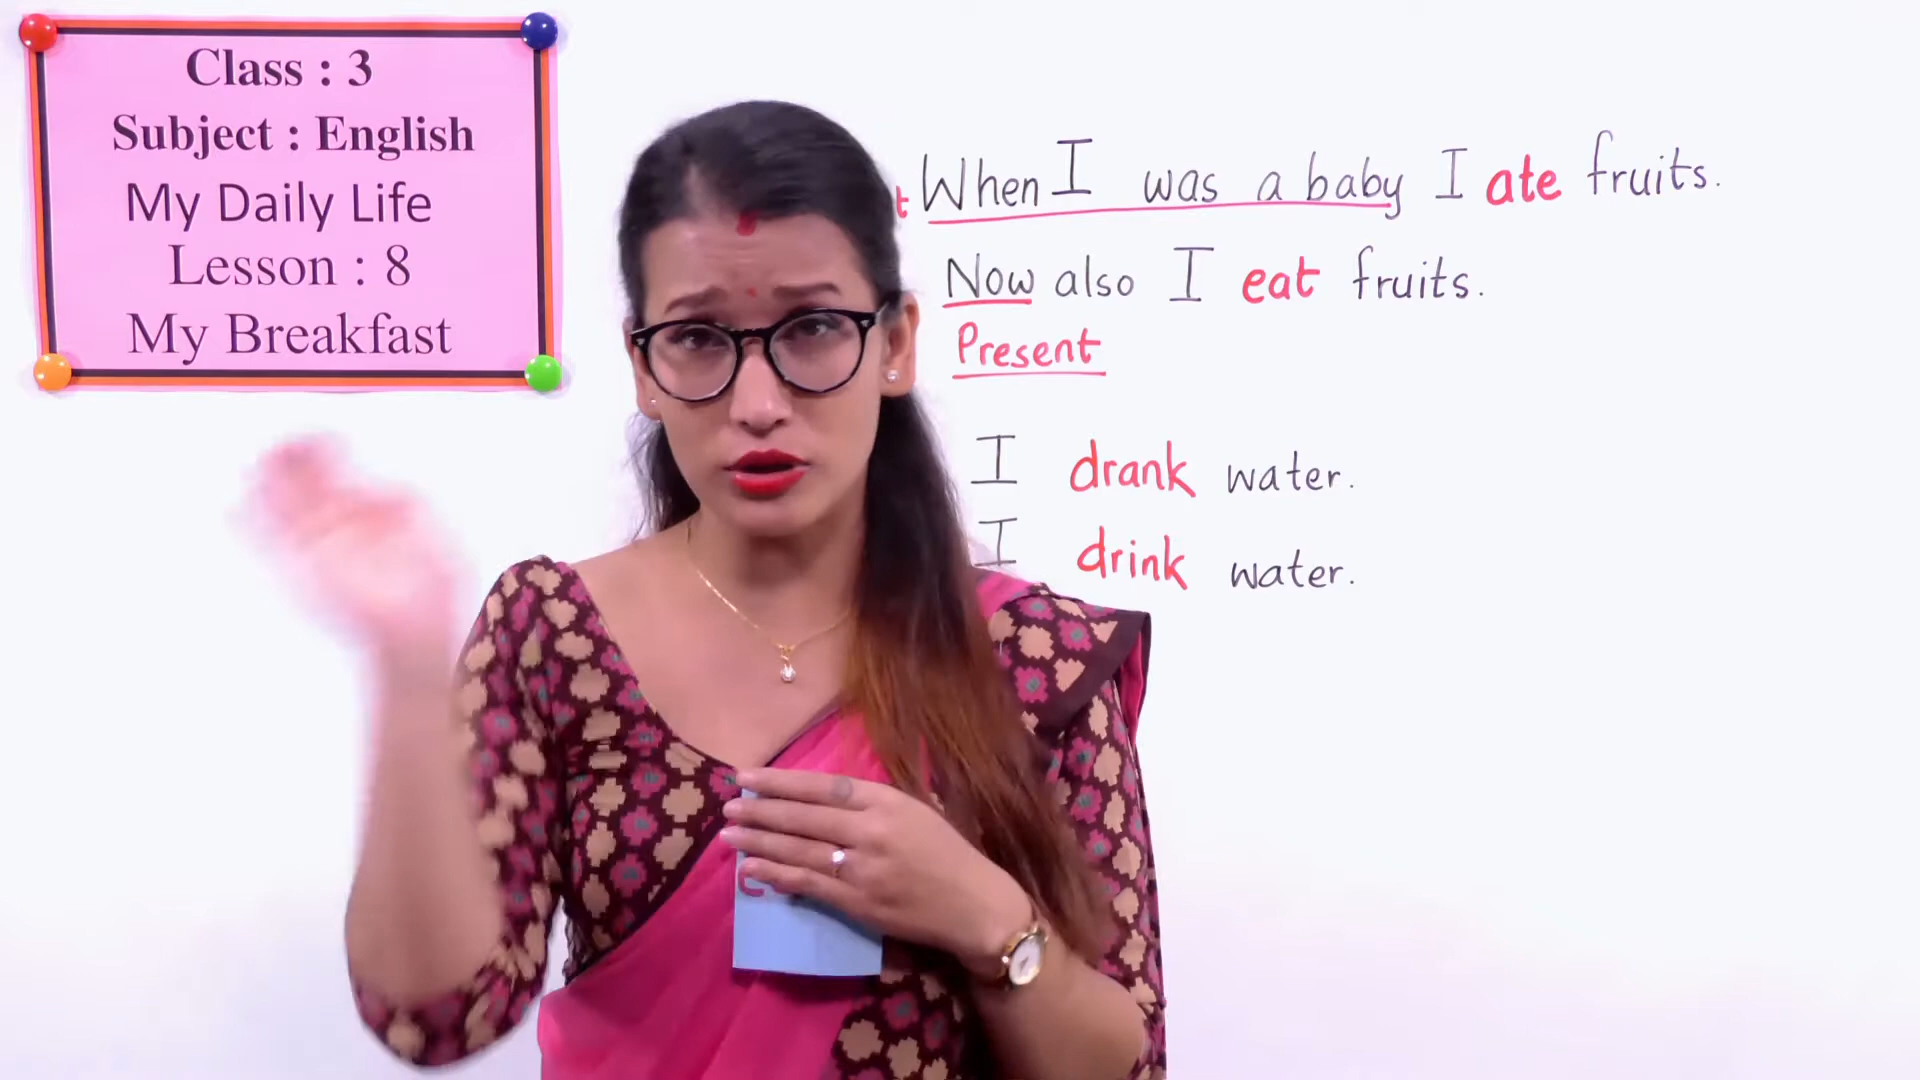 Class : 3
Subject : English
My Daily Life
Lesson : 8
My Breakfast
When I was a baby I ate fruits.
Now also I eat fruits.
Present
I drank water.
I drink water.